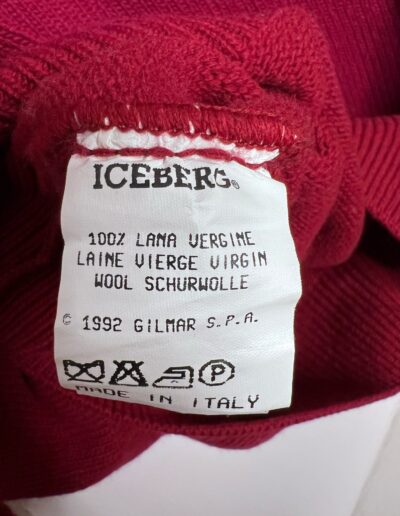 ICEBERG®
100% LANA VERGINE
LAINE VIERGE VIRGIN
WOOL SCHURWOLLE
© 1992 GILMAR S.P.A.
P
MADE IN ITALY